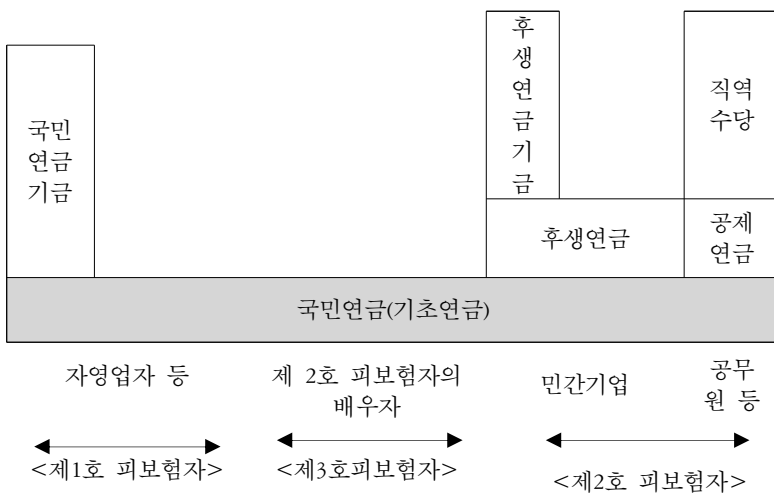 국민
연금
기금
후
생
연
금
기
금
직역
수당
후생연금
공제
연금
국민연금(기초연금)
자영업자 등
제 2호 피보험자의
배우자
민간기업
공무
원 등
<제1호 피보험자>
<제3호피보험자>
<제2호 피보험자>